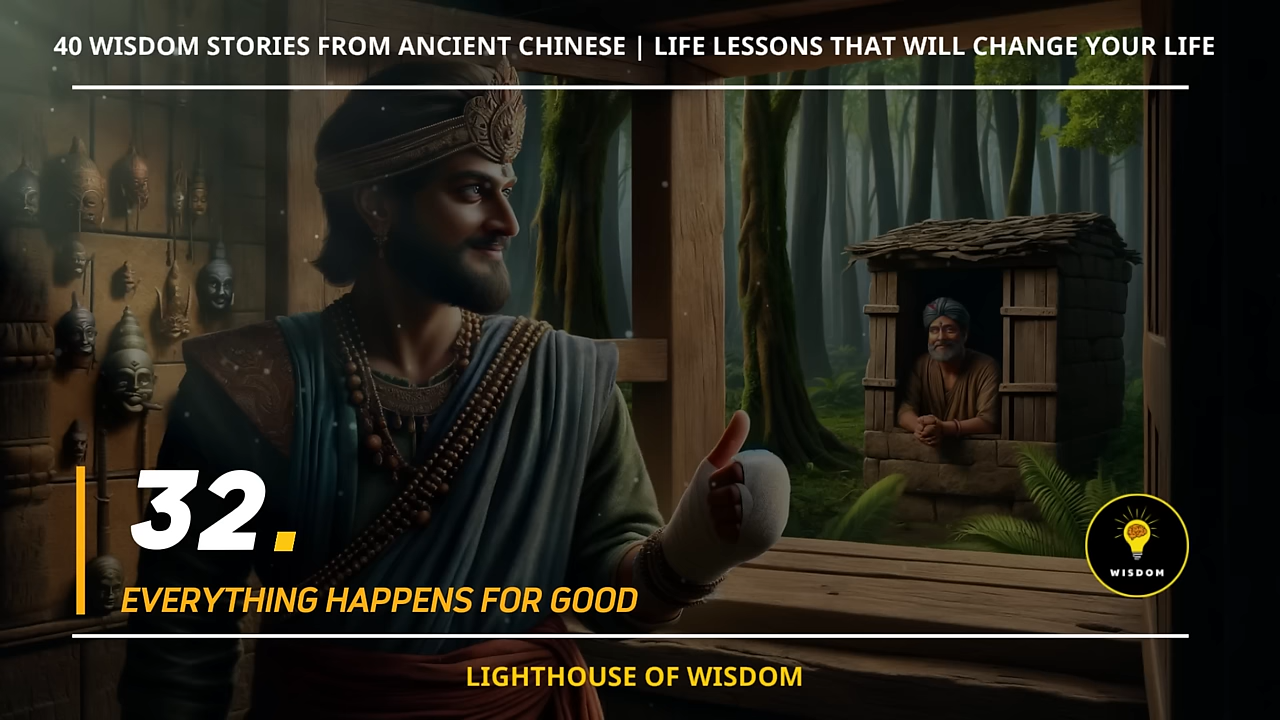 40 WISDOM STORIES FROM ANCIENT CHINESE | LIFE LESSONS THAT WILL CHANGE YOUR LIFE
32.
EVERYTHING HAPPENS FOR GOOD
WISDOM
LIGHTHOUSE OF WISDOM